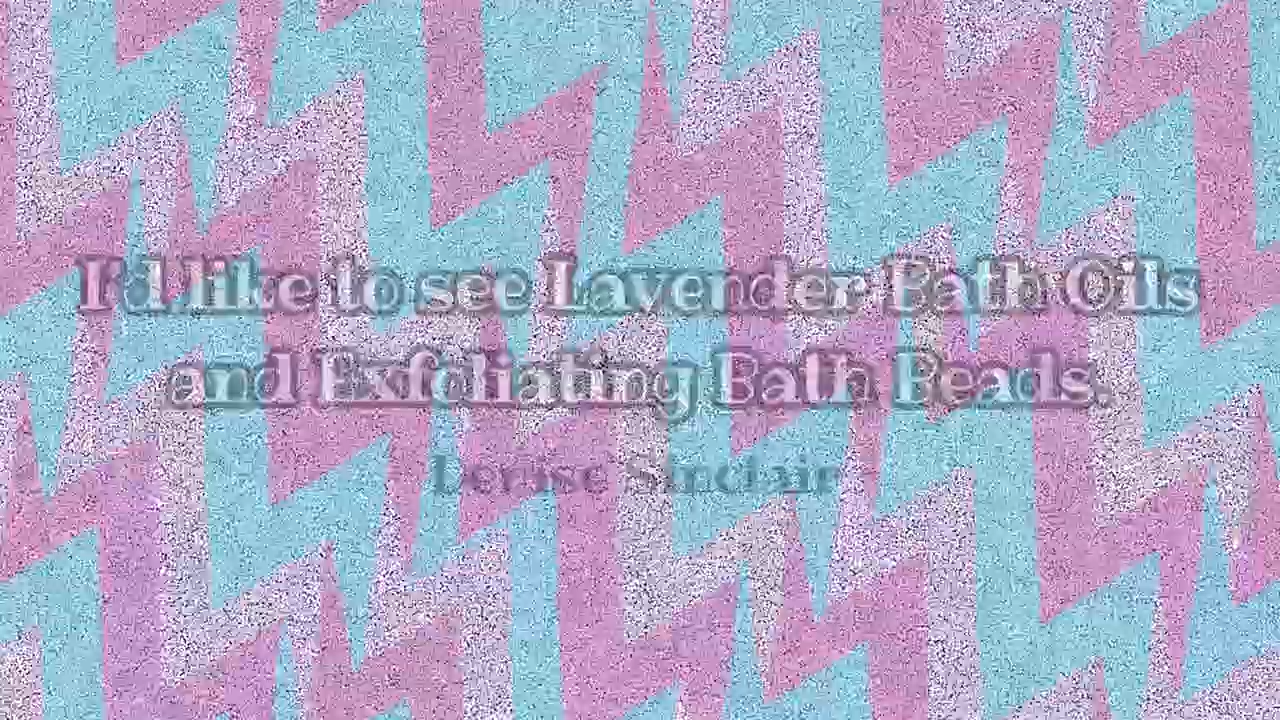 I'd like to see Lavender Bath Oils
and Exfoliating Bath Beads.
Denise Sinclair